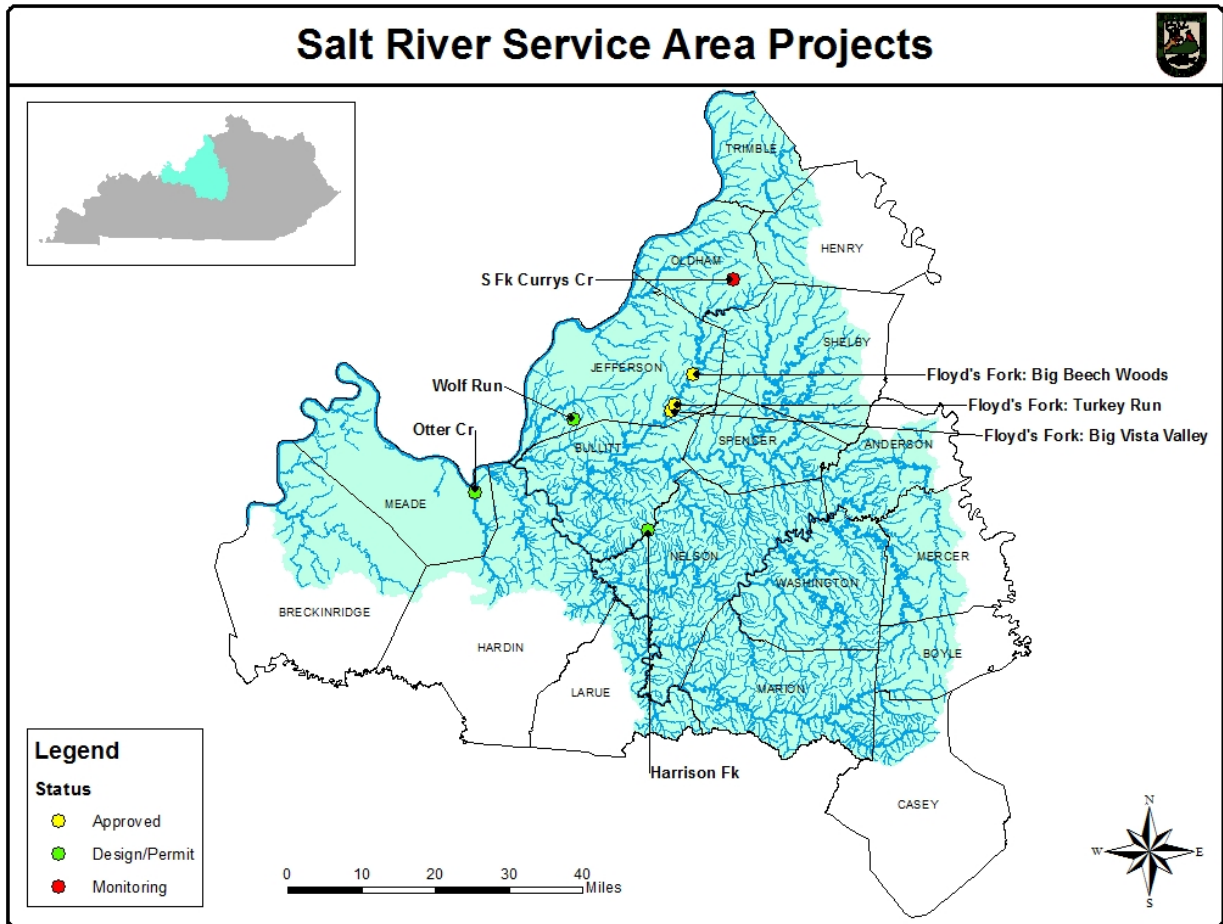 Salt River Service Area Projects
TRIMBLE
HENRY
OLDHAM
S Fk Currys Cr
SHELBY
JEFFERSON
Floyd's Fork: Big Beech Woods
Wolf Run
Floyd's Fork: Turkey Run
Otter Cr
Floyd's Fork: Big Vista Valley
SPENCER
ANDERSON
BULLITT
MEADE
NELSON
MERCER
WASHINGTON
BRECKINRIDGE
HARDIN
BOYLE
LARUE
MARION
Harrison Fk
CASEY
Legend
Status
Approved
Design/Permit
Monitoring
0 10 20 30 40
Miles
N
W E
S